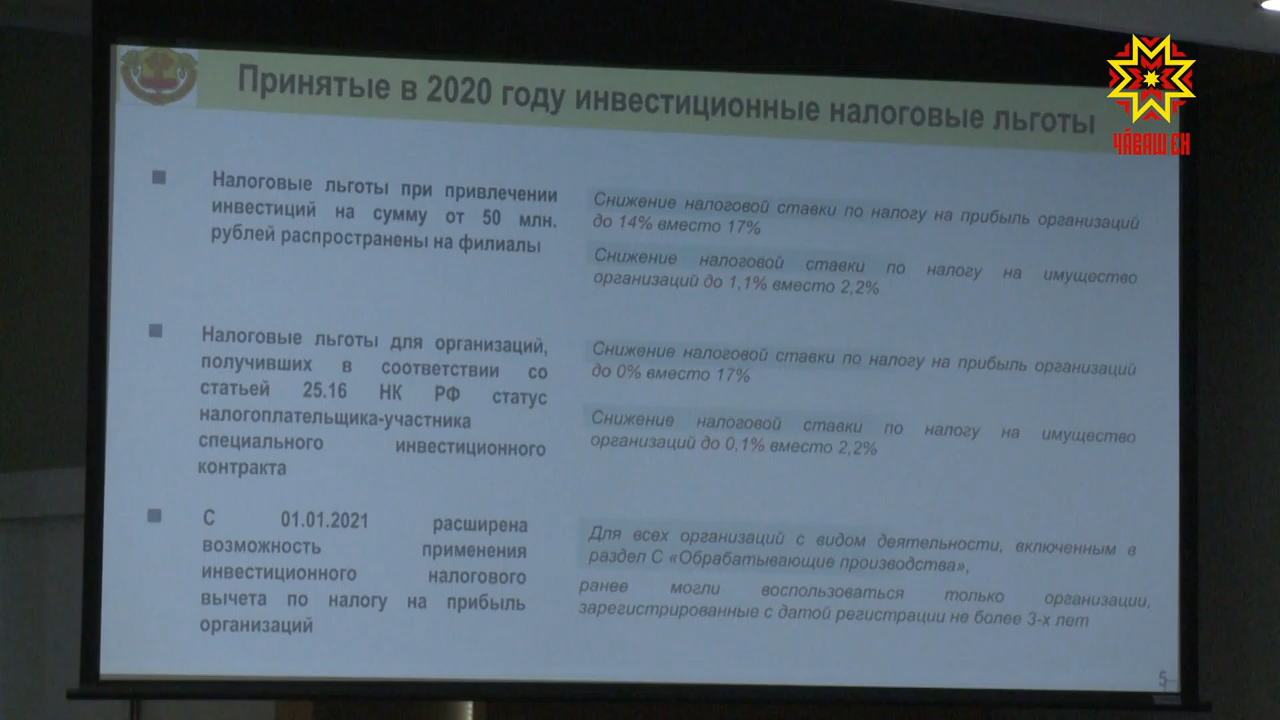 Принятые в 2020 году инвестиционные налоговые льготы
ЧĂВАШ ЕН
Налоговые льготы при привлечении
инвестиций на сумму от 50 млн.
рублей распространены на филиалы
Снижение налоговой ставки по налогу на прибыль организаций
до 14% вместо 17%
Снижение налоговой ставки по налогу на имущество
организаций до 1,1% вместо 2,2%
Налоговые льготы для организаций,
получивших в соответствии со
статьей 25.16 НК РФ статус
налогоплательщика-участника
специального инвестиционного
контракта
Снижение налоговой ставки по налогу на прибыль организаций
до 0% вместо 17%
Снижение налоговой ставки по налогу на имущество
организаций до 0,1% вместо 2,2%
С 01.01.2021 расширена
возможность применения
инвестиционного налогового
вычета по налогу на прибыль
организаций
Для всех организаций с видом деятельности, включенным в
раздел С «Обрабатывающие производства»,
ранее могли воспользоваться только организации,
зарегистрированные с датой регистрации не более 3-х лет
5